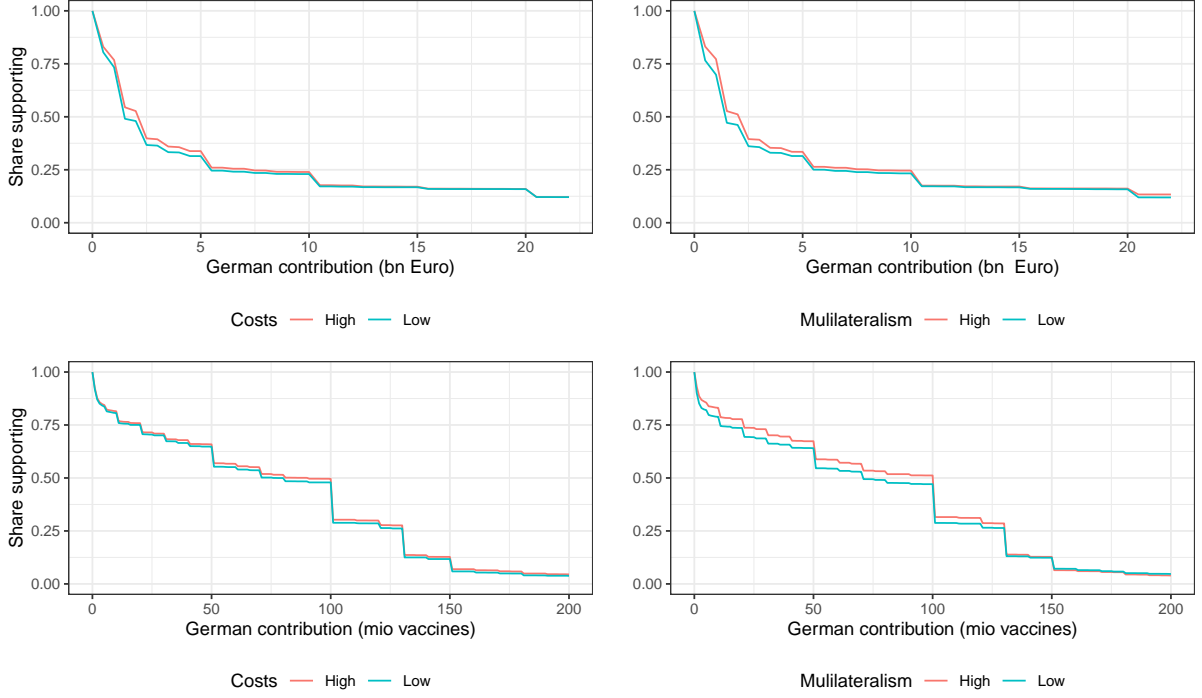 1.00
0.75
0.50
0.25
0.00
Share supporting
0 5 10 15 20
German contribution (bn Euro)
Costs High Low
1.00
0.75
0.50
0.25
0.00
0 5 10 15 20
German contribution (bn Euro)
Mulilateralism High Low
1.00
0.75
0.50
0.25
0.00
Share supporting
0 50 100 150 200
German contribution (mio vaccines)
Costs High Low
1.00
0.75
0.50
0.25
0.00
0 50 100 150 200
German contribution (mio vaccines)
Mulilateralism High Low